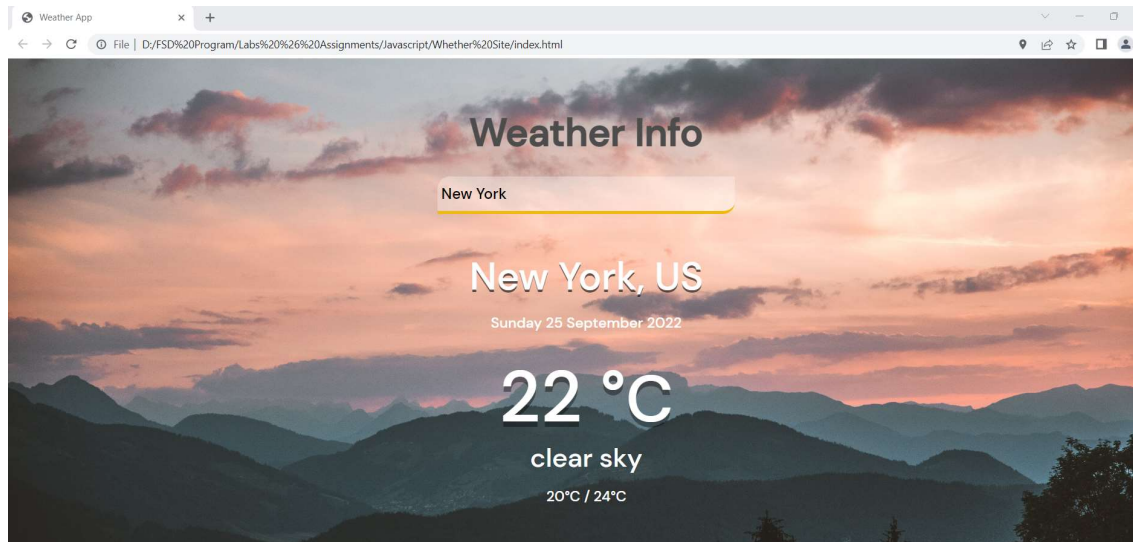 Weather App
File | D:/FSD%20Program/Labs%20%26%20Assignments/Javascript/Whether%20Site/index.html
Weather Info
New York
New York, US
Sunday 25 September 2022
22 °C
clear sky
20°C / 24°C